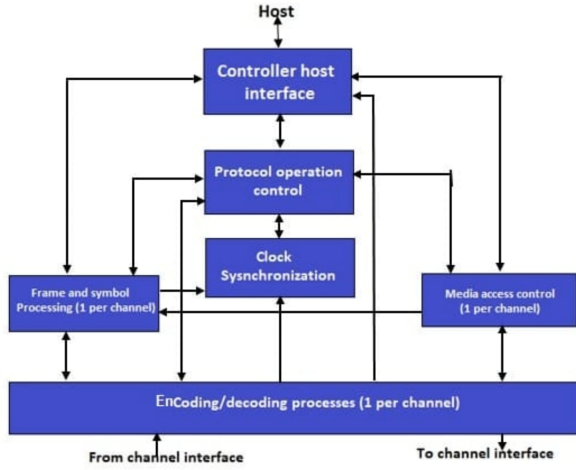 Host
Controller host
interface
Protocol operation
control
Clock
Sysnchronization
Frame and symbol
Processing (1 per channel)
Media access control
(1 per channel)
EnCoding/decoding processes (1 per channel)
From channel interface
To channel interface